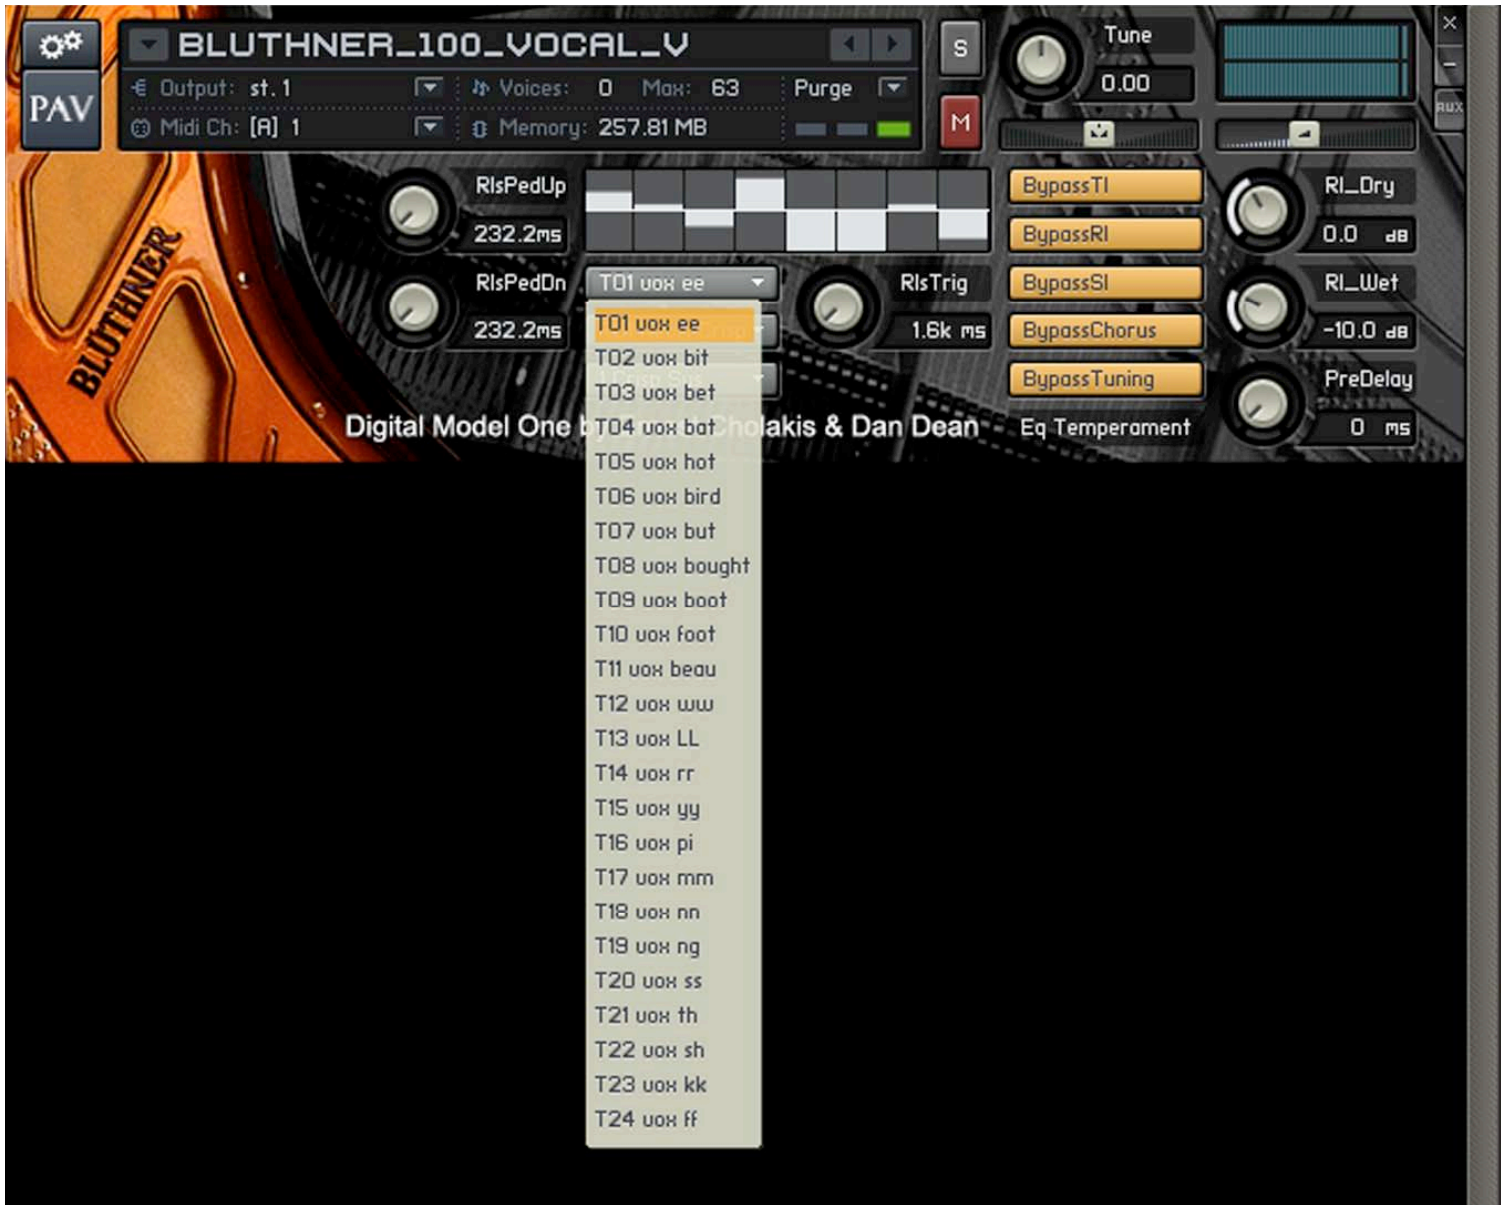 BLUTHNER_100_VOCAL_V
S
Tune
0.00
X
-
PAV
Output: st.1
Voices: 0 Max: 63
Purge
AUX
Midi Ch: [A] 1
Memory: 257.81 MB
M
BLÜTHNER
RlsPedUp
232.2ms
BypassTI
BypassRI
RI_Dry
0.0 dB
RlsPedDn
232.2ms
T01 vox ee
RlsTrig
1.6k ms
BypassSI
BypassChorus
BypassTuning
RI_Wet
-10.0 dB
PreDelay
0 ms
Eq Temperament
Digital Model One by Cholakis & Dan Dean
T01 vox ee
T02 vox bit
T03 vox bet
T04 vox bat
T05 vox hot
T06 vox bird
T07 vox but
T08 vox bought
T09 vox boot
T10 vox foot
T11 vox beau
T12 vox ww
T13 vox LL
T14 vox rr
T15 vox yy
T16 vox pi
T17 vox mm
T18 vox nn
T19 vox ng
T20 vox ss
T21 vox th
T22 vox sh
T23 vox kk
T24 vox ff